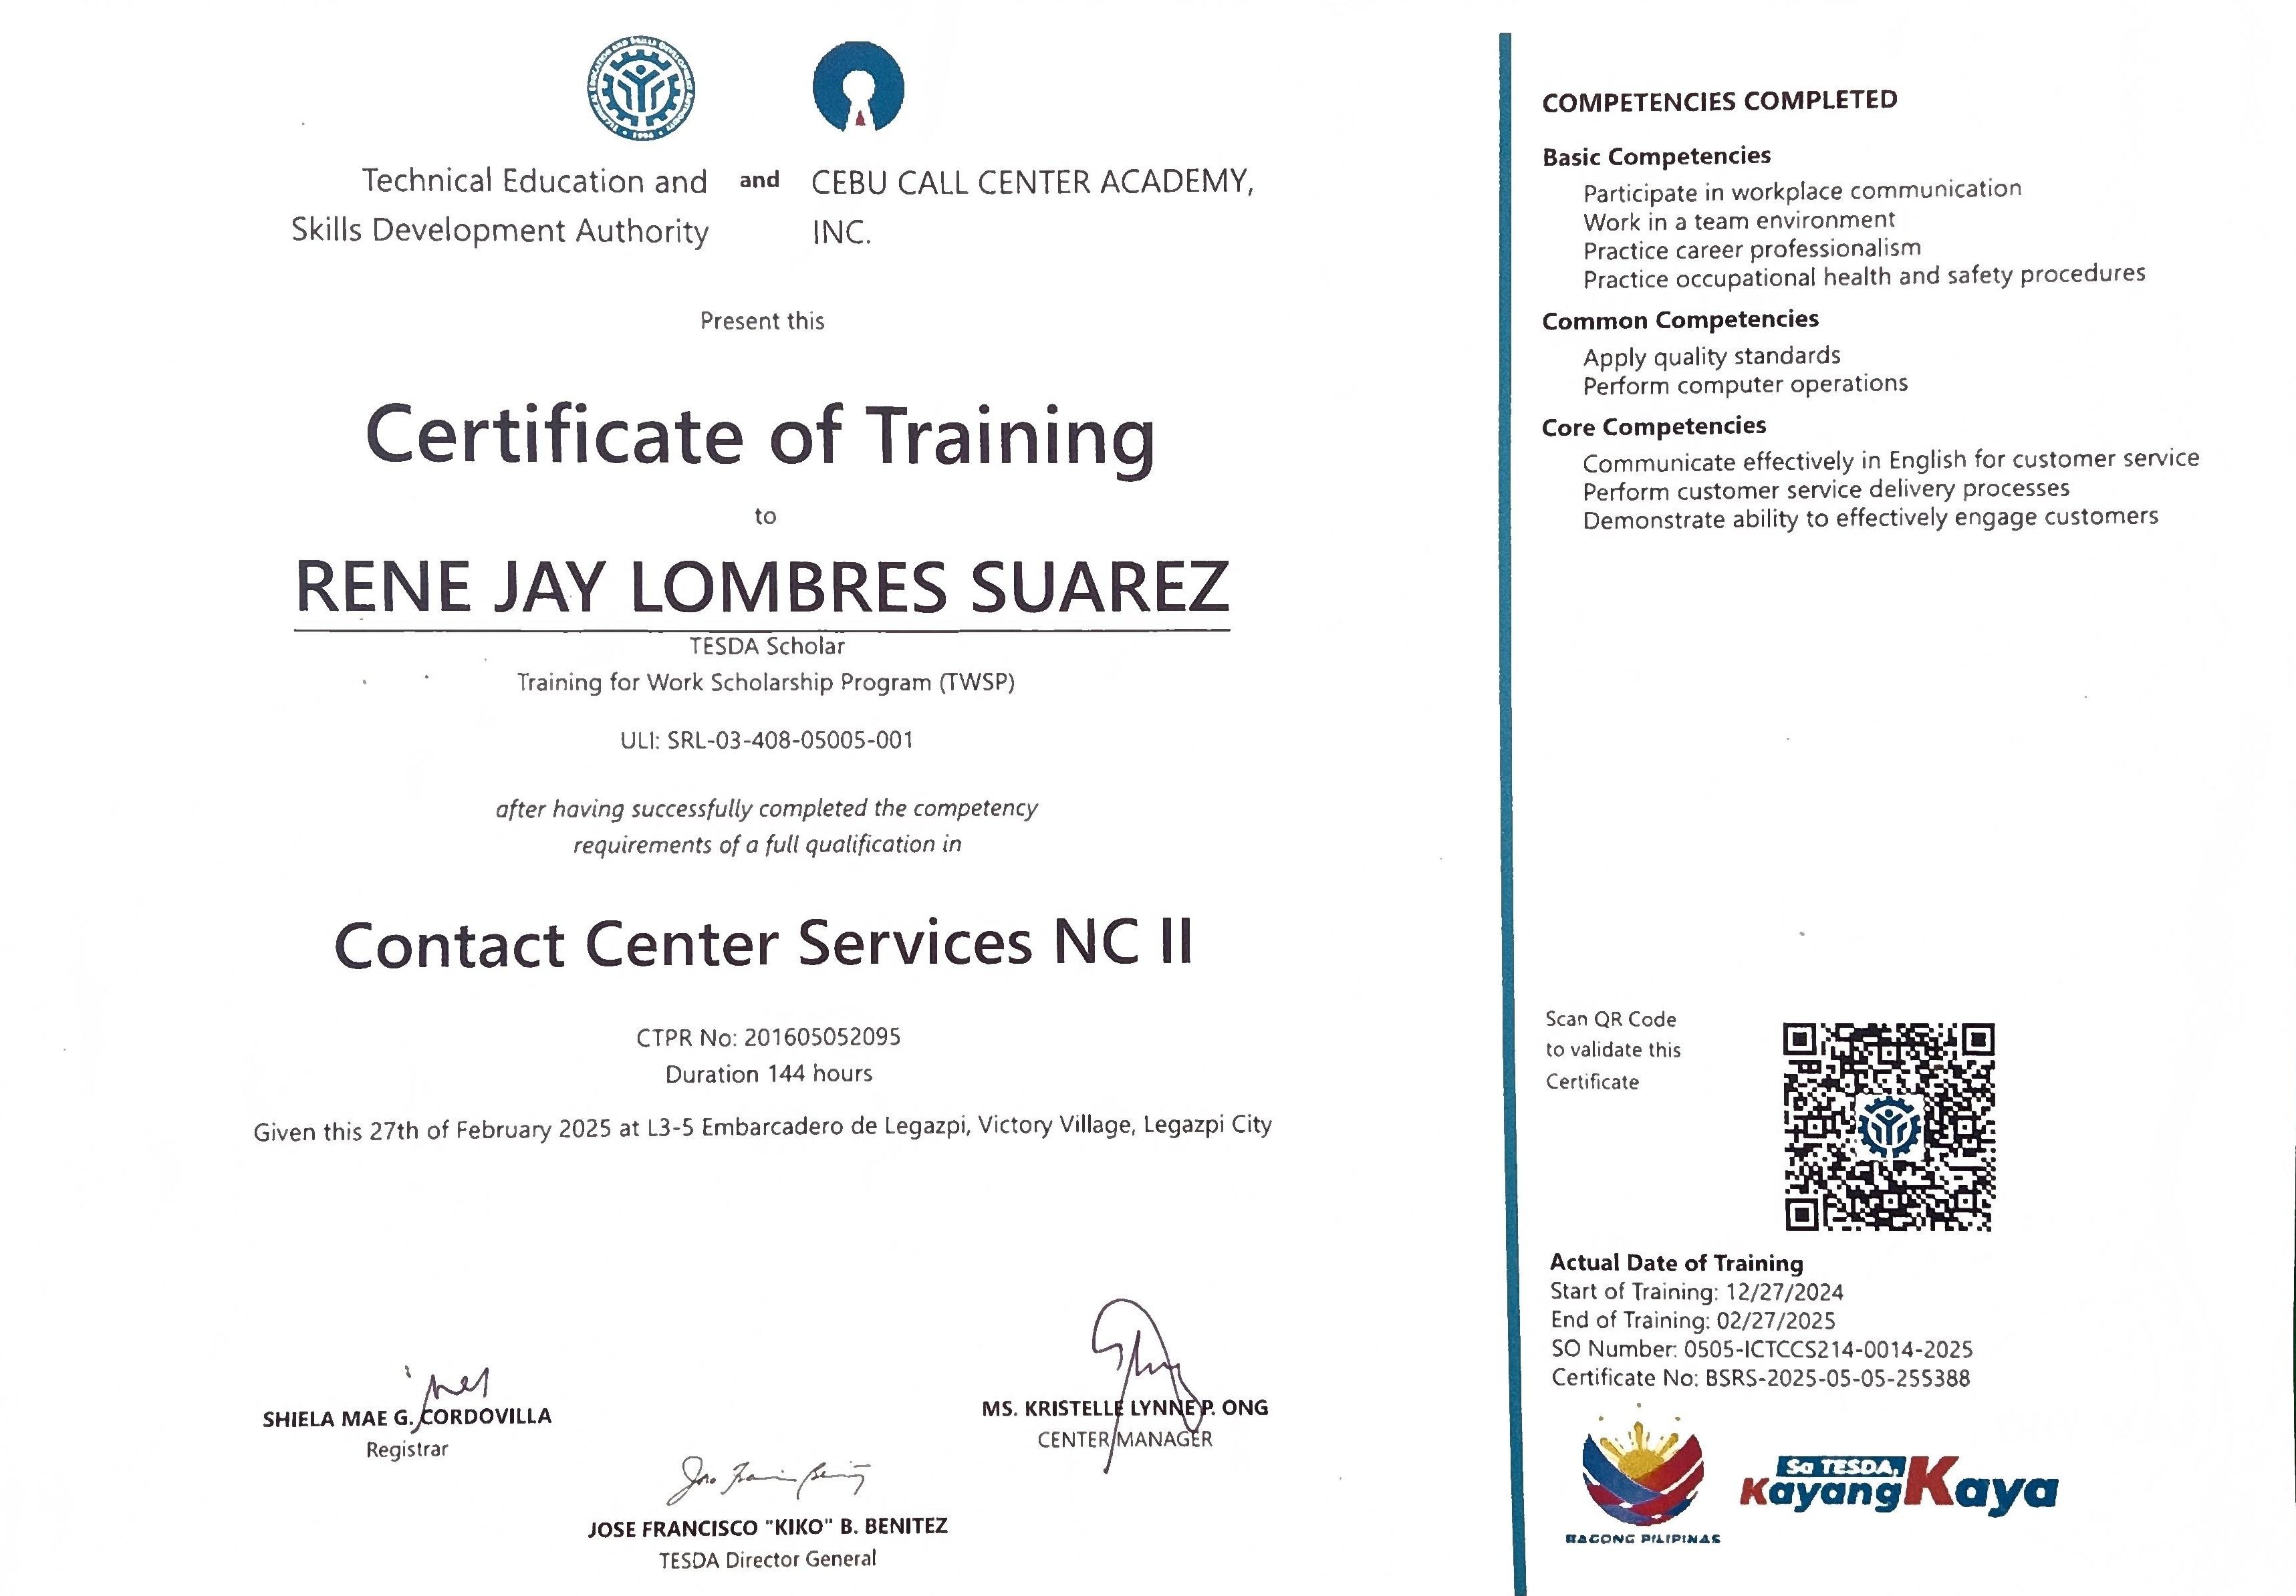 Technical Education and
Skills Development Authority
and
CEBU CALL CENTER ACADEMY,
INC.
Present this
Certificate of Training
to
RENE JAY LOMBRES SUAREZ
TESDA Scholar
Training for Work Scholarship Program (TWSP)
ULI: SRL-03-408-05005-001
after having successfully completed the competency
requirements of a full qualification in
Contact Center Services NC II
CTPR No: 201605052095
Duration 144 hours
Given this 27th of February 2025 at L3-5 Embarcadero de Legazpi, Victory Village, Legazpi City
SHIELA MAE G. CORDOVILLA
Registrar
MS. KRISTELLE LYNNE P. ONG
CENTER MANAGER
JOSE FRANCISCO "KIKO" B. BENITEZ
TESDA Director General
COMPETENCIES COMPLETED
Basic Competencies
Participate in workplace communication
Work in a team environment
Practice career professionalism
Practice occupational health and safety procedures
Common Competencies
Apply quality standards
Perform computer operations
Core Competencies
Communicate effectively in English for customer service
Perform customer service delivery processes
Demonstrate ability to effectively engage customers
Scan QR Code
to validate this
Certificate
Actual Date of Training
Start of Training: 12/27/2024
End of Training: 02/27/2025
SO Number: 0505-ICTCCS214-0014-2025
Certificate No: BSRS-2025-05-05-255388
BAGONG PILIPINAS
Sa TESDA,
Kayang Kaya